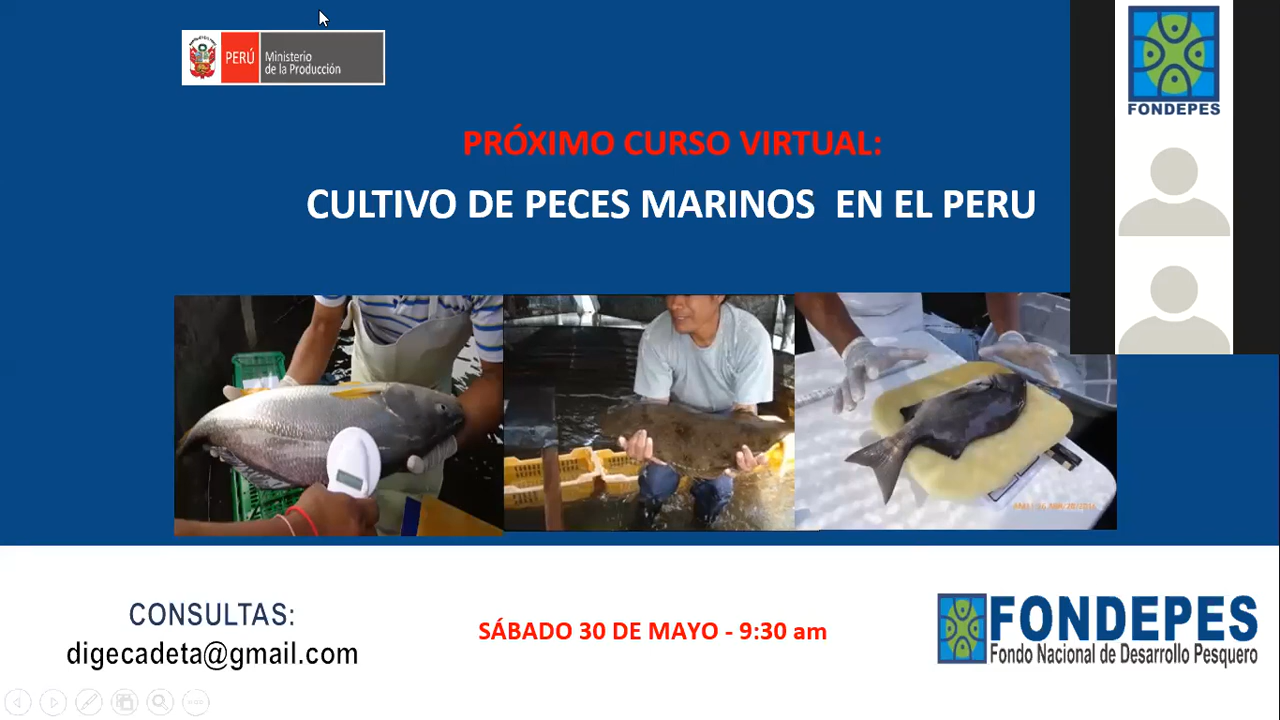 PERÚ
Ministerio
de la Producción
FONDEPES
PRÓXIMO CURSO VIRTUAL:
CULTIVO DE PECES MARINOS EN EL PERU
CONSULTAS:
digecadeta@gmail.com
SÁBADO 30 DE MAYO - 9:30 am
FONDEPES
Fondo Nacional de Desarrollo Pesquero